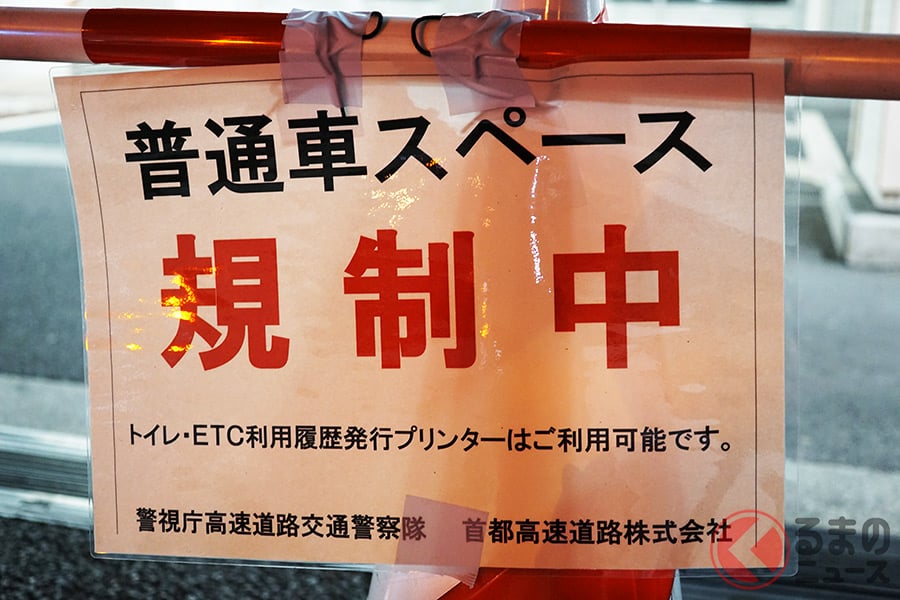 普通車スペース
規制中
トイレ・ETC利用履歴発行プリンターはご利用可能です。
警視庁高速道路交通警察隊　首都高速道路株式会社
くるまの
ニュース